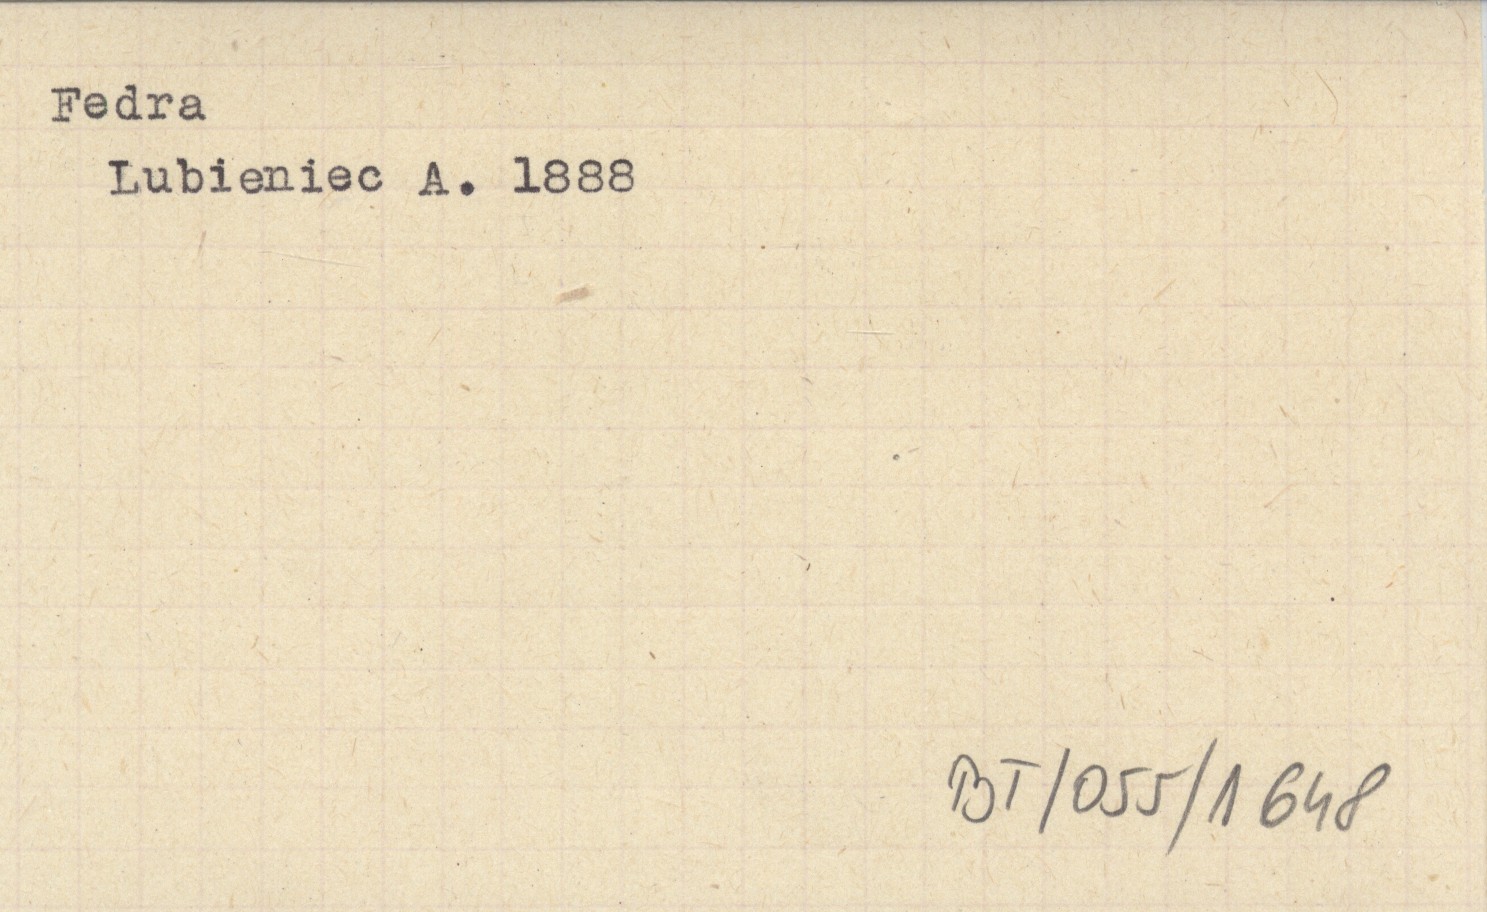 Fedra
Lubieniec A. 1888
BT/055/1648